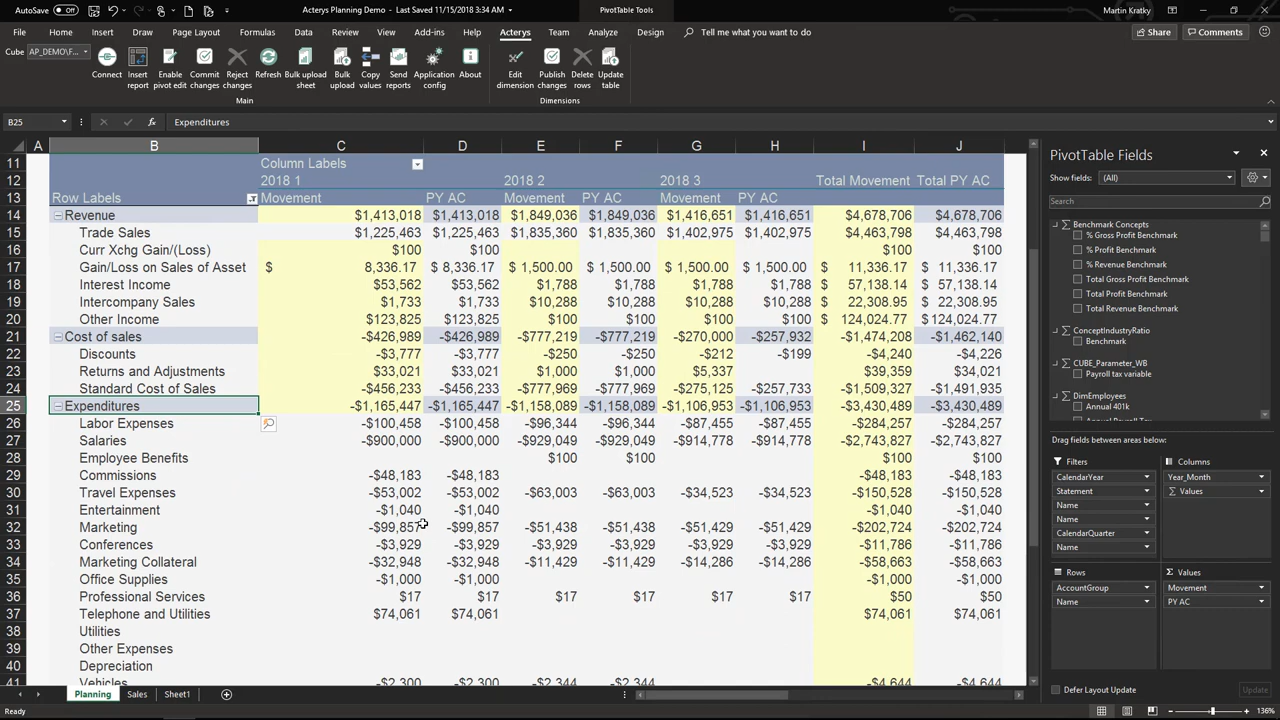 AutoSave Off Acterys Planning Demo - Last Saved 11/15/2018 3:34 AM PivotTable Tools Martin Kratky
File Home Insert Draw Page Layout Formulas Data Review View Add-ins Help Acterys Team Analyze Design Tell me what you want to do Share Comments
Cube AP_DEMO\F...
Connect Insert report Enable pivot edit Commit changes Reject changes Refresh Bulk upload sheet Bulk upload Copy values Send reports Application config About Edit dimension Publish changes Delete rows Update table
Main Dimensions
B25 fx Expenditures
A B C D E F G H I J
11 Column Labels
12 2018 1 2018 2 2018 3 Total Movement Total PY AC
13 Row Labels Movement PY AC Movement PY AC Movement PY AC
14 Revenue $1,413,018 $1,413,018 $1,849,036 $1,849,036 $1,416,651 $1,416,651 $4,678,706 $4,678,706
15 Trade Sales $1,225,463 $1,225,463 $1,835,360 $1,835,360 $1,402,975 $1,402,975 $4,463,798 $4,463,798
16 Curr Xchg Gain/(Loss) $100 $100 $100 $100
17 Gain/Loss on Sales of Asset $ 8,336.17 $ 8,336.17 $ 1,500.00 $ 1,500.00 $ 1,500.00 $ 1,500.00 $ 11,336.17 $ 11,336.17
18 Interest Income $53,562 $53,562 $1,788 $1,788 $1,788 $1,788 $ 57,138.14 $ 57,138.14
19 Intercompany Sales $1,733 $1,733 $10,288 $10,288 $10,288 $10,288 $ 22,308.95 $ 22,308.95
20 Other Income $123,825 $123,825 $100 $100 $100 $100 $ 124,024.77 $ 124,024.77
21 Cost of sales -$426,989 -$426,989 -$777,219 -$777,219 -$270,000 -$257,932 -$1,474,208 -$1,462,140
22 Discounts -$3,777 -$3,777 -$250 -$250 -$212 -$199 -$4,240 -$4,226
23 Returns and Adjustments $33,021 $33,021 $1,000 $1,000 $5,337 $39,359 $34,021
24 Standard Cost of Sales -$456,233 -$456,233 -$777,969 -$777,969 -$275,125 -$257,733 -$1,509,327 -$1,491,935
25 Expenditures -$1,165,447 -$1,165,447 -$1,158,089 -$1,158,089 -$1,106,953 -$1,106,953 -$3,430,489 -$3,430,489
26 Labor Expenses -$100,458 -$100,458 -$96,344 -$96,344 -$87,455 -$87,455 -$284,257 -$284,257
27 Salaries -$900,000 -$900,000 -$929,049 -$929,049 -$914,778 -$914,778 -$2,743,827 -$2,743,827
28 Employee Benefits $100 $100 $100 $100
29 Commissions -$48,183 -$48,183 -$48,183 -$48,183
30 Travel Expenses -$53,002 -$53,002 -$63,003 -$63,003 -$34,523 -$34,523 -$150,528 -$150,528
31 Entertainment -$1,040 -$1,040 -$1,040 -$1,040
32 Marketing -$99,857 -$99,857 -$51,438 -$51,438 -$51,429 -$51,429 -$202,724 -$202,724
33 Conferences -$3,929 -$3,929 -$3,929 -$3,929 -$3,929 -$3,929 -$11,786 -$11,786
34 Marketing Collateral -$32,948 -$32,948 -$11,429 -$11,429 -$14,286 -$14,286 -$58,663 -$58,663
35 Office Supplies -$1,000 -$1,000 -$1,000 -$1,000
36 Professional Services $17 $17 $17 $17 $17 $17 $50 $50
37 Telephone and Utilities $74,061 $74,061 $74,061 $74,061
38 Utilities
39 Other Expenses
40 Depreciation
41 Vehicles -$2,300 -$2,300 -$2,344 -$2,344 -$4,644 -$4,644
Planning Sales Sheet1
Ready 136%
PivotTable Fields
Show fields: (All)
Search
Benchmark Concepts
% Gross Profit Benchmark
% Profit Benchmark
% Revenue Benchmark
Total Gross Profit Benchmark
Total Profit Benchmark
Total Revenue Benchmark
ConceptIndustryRatio
Benchmark
CUBE_Parameter_WB
Payroll tax variable
DimEmployees
Annual 401k
Annual Payroll Tax
Drag fields between areas below:
Filters Columns
CalendarYear Year_Month
Statement Values
Name
Name
CalendarQuarter
Name
Rows Values
AccountGroup Movement
Name PY AC
Defer Layout Update Update